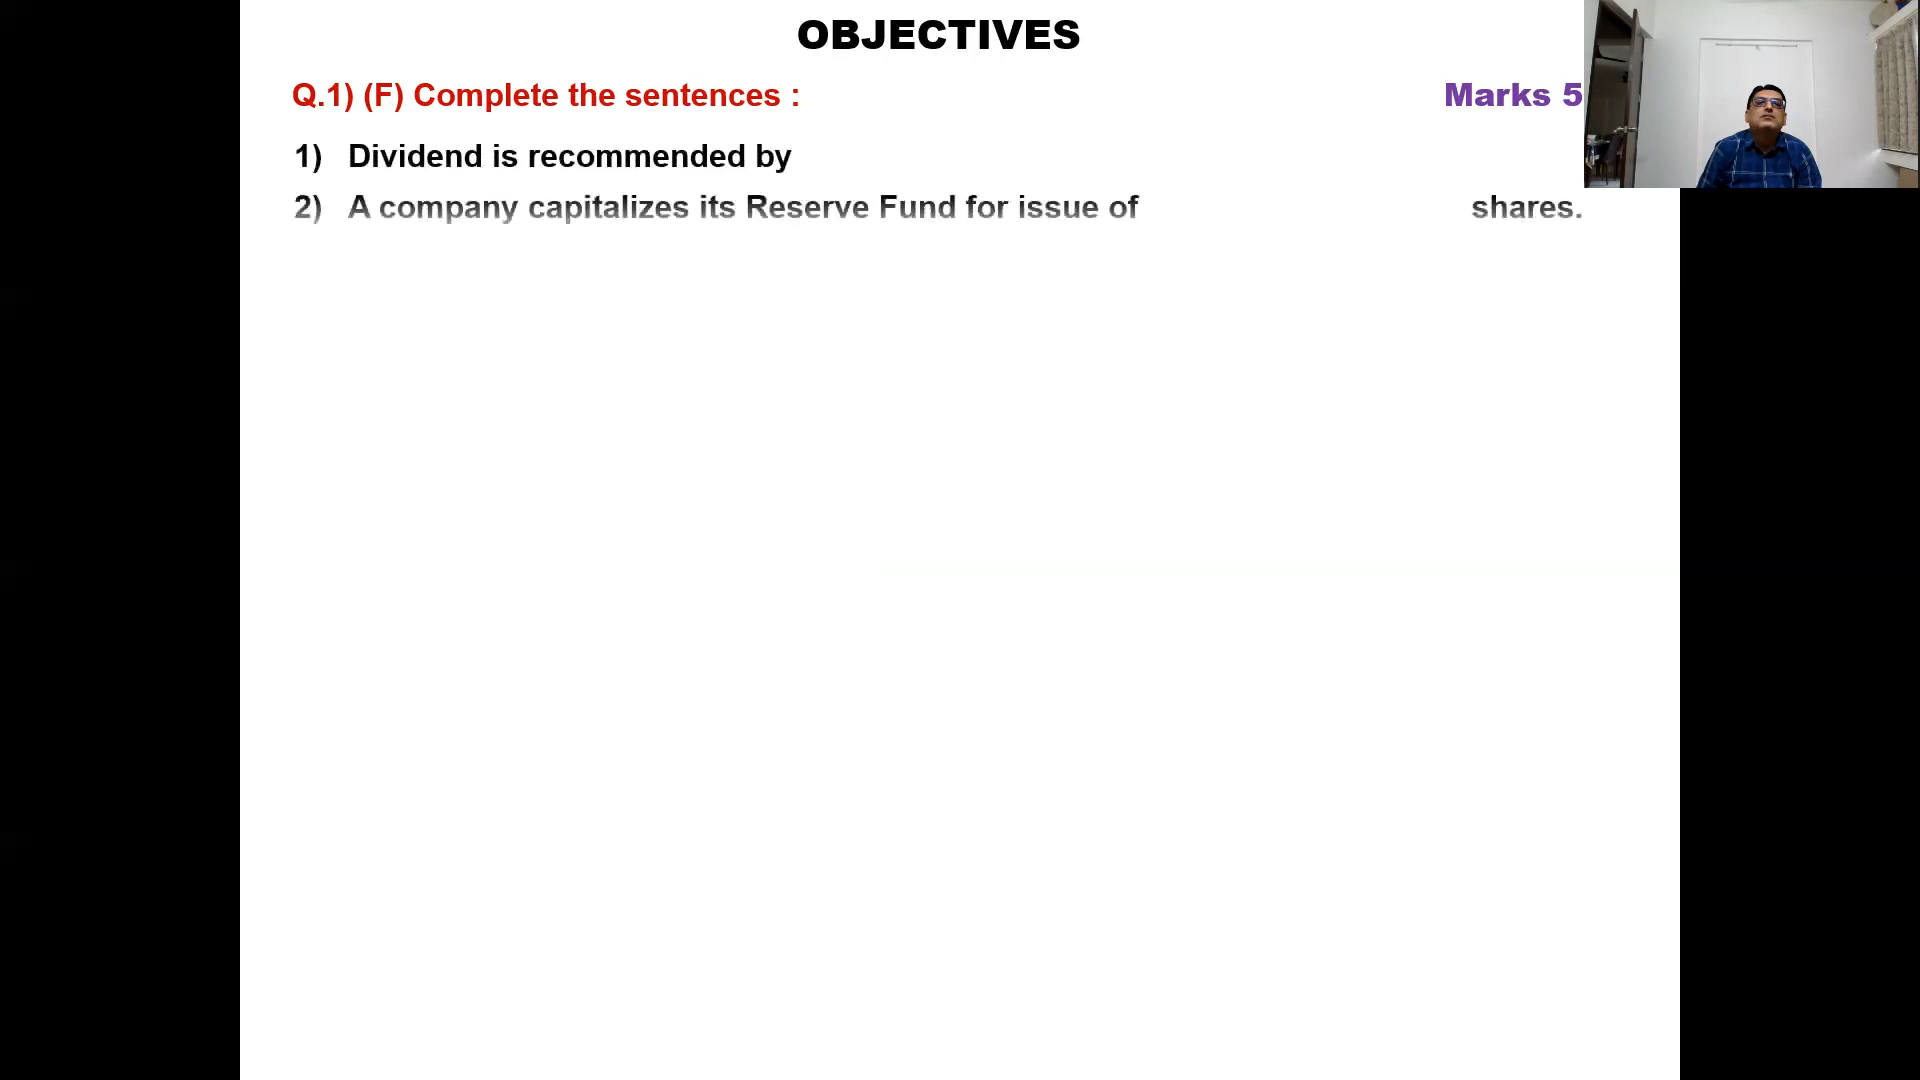 OBJECTIVES
Q.1) (F) Complete the sentences : Marks 5
1) Dividend is recommended by
2) A company capitalizes its Reserve Fund for issue of shares.